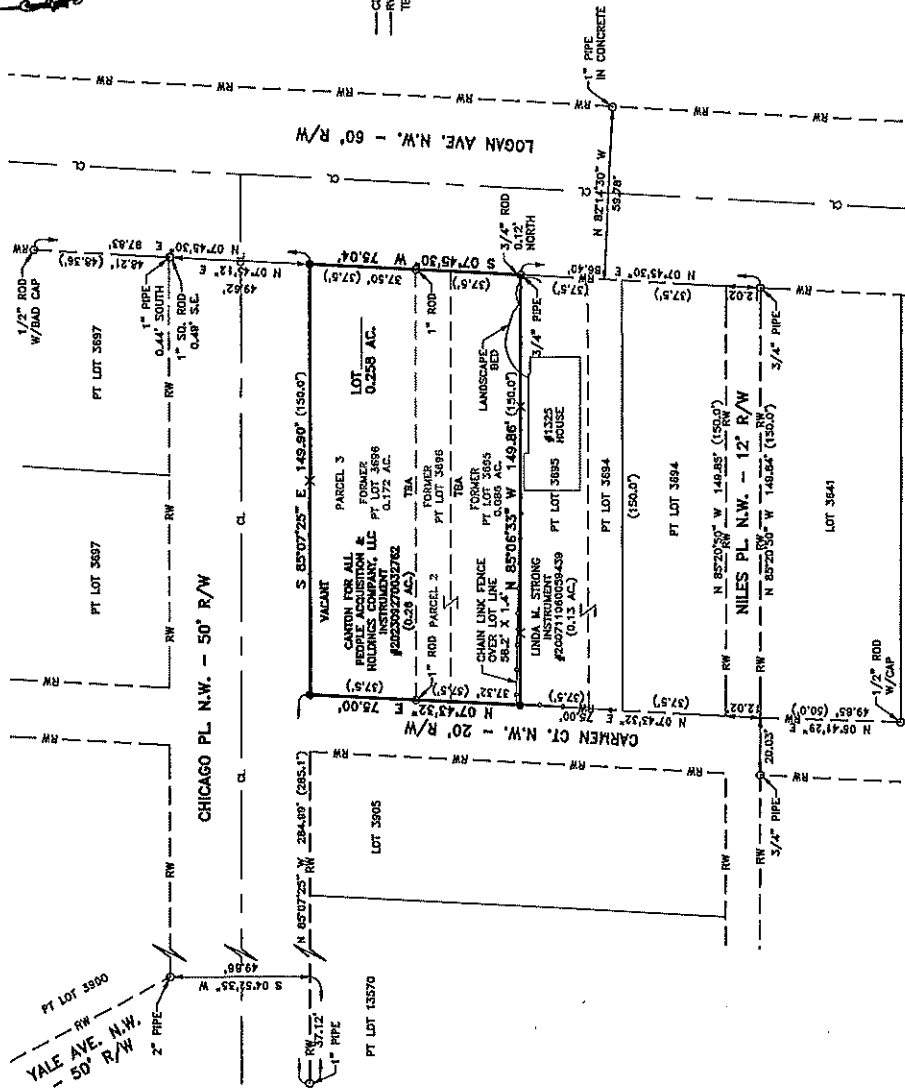 1/2" ROD
W/BAD CAP
RW
CL
LOGAN AVE. N.W. - 60' R/W
PT LOT 3697
PT LOT 3697
1" PIPE
0.44' SOUTH
1" SQ. ROD
0.49' S.E.
N 07°45'30" E 97.83'
48.21' (48.36')
N 07°45'12" E
49.62'
CHICAGO PL. N.W. - 50' R/W
CL
RW
PT LOT 3900
YALE AVE. N.W.
- 50' R/W
2" PIPE
S 04°52'35" W
49.86'
37.12'
1" PIPE
PT LOT 13570
N 85°07'25" W 284.99' (285.1')
LOT 3905
S 85°07'25" E 149.90' (150.0')
VACANT
CANTON FOR ALL
PEOPLE ACQUISITION &
HOLDINGS COMPANY, LLC
INSTRUMENT
#202309270032762
(0.26 AC.)
PARCEL 3
FORMER
PT LOT 3696
0.172 AC.
LOT
0.258 AC.
S 07°45'30" W
75.04'
37.50' (37.5')
(37.5')
1" ROD
TBA
FORMER
PT LOT 3696
TBA
1" ROD PARCEL 2
FORMER
PT LOT 3695
0.086 AC.
(37.5')
(37.5') 37.32'
N 07°43'32" E
75.00'
CARMEN CT. N.W. - 20' R/W
CHAIN LINK FENCE
OVER LOT LINE
58.2' X 1.4'
N 85°06'33" W 149.86' (150.0')
LANDSCAPE
BED
3/4" ROD
0.12'
NORTH
3/4" PIPE
LINDA M. STRONG
INSTRUMENT
#200711060059439
(0.13 AC.)
PT LOT 3695
#1325
HOUSE
N 82°14'30" W
59.78'
1" PIPE
IN CONCRETE
(37.5')
186.40'
N 07°45'30" E
(37.5')
PT LOT 3694
(150.0')
PT LOT 3694
(37.5')
75.00'
N 07°43'32" E
(37.5')
N 85°20'50" W 149.85' (150.0')
12.02'
NILES PL. N.W. - 12' R/W
12.02'
N 85°20'50" W 149.84' (150.0')
3/4" PIPE
20.03'
3/4" PIPE
LOT 3641
N 06°41'29" E
49.85' (50.0')
1/2" ROD
W/CAP